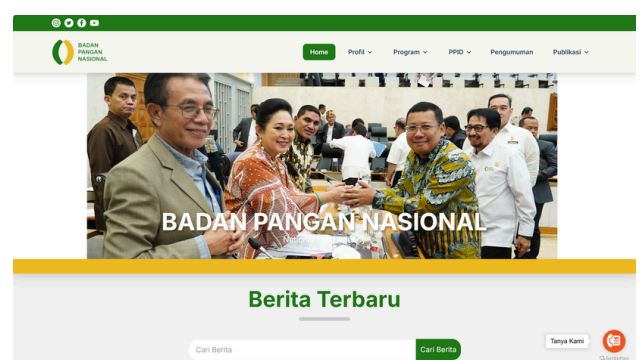 BADAN
PANGAN
NASIONAL
Home
Profil
Program
PPID
Pengumuman
Publikasi
BADAN PANGAN NASIONAL
Berita Terbaru
Cari Berita
Cari Berita
Tanya Kami